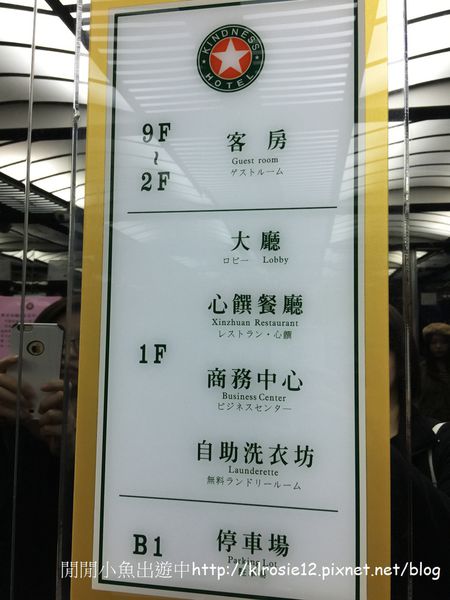 KINDNESS
HOTEL
9F
~
2F
客房
Guest room
ゲストルーム
大廳
ロビー Lobby
1F
心饌餐廳
Xinzhuan Restaurant
レストラン・心饌
商務中心
Business Center
ビジネスセンター
自助洗衣坊
Launderette
無料ランドリールーム
B1
停車場
Parking Lot
閒閒小魚出遊中http://klrosie12.pixnet.net/blog